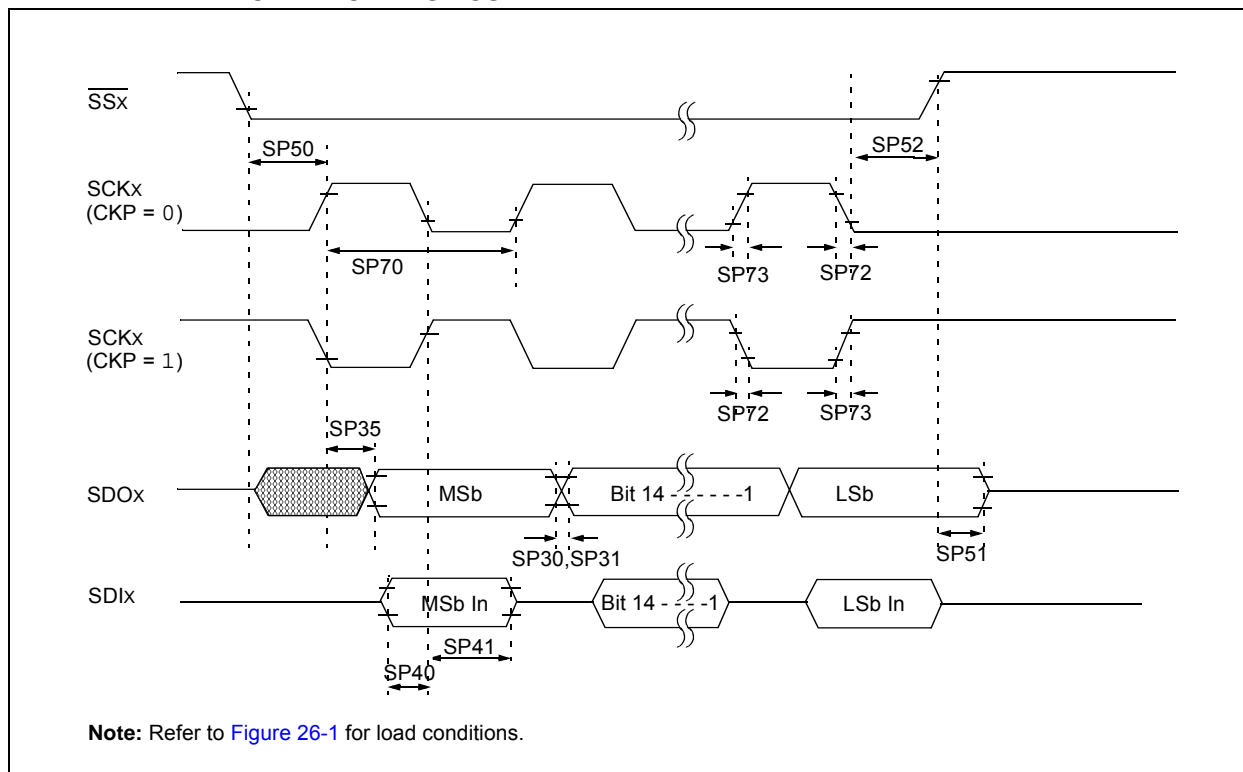 SSx
SP50
SP52
SCKx
(CKP = 0)
SP70
SP73
SP72
SCKx
(CKP = 1)
SP72
SP73
SP35
SDOx
MSb
Bit 14 - - - - - - -1
LSb
SP30,SP31
SP51
SDIx
MSb In
Bit 14 - - - - -1
LSb In
SP41
SP40
Note: Refer to Figure 26-1 for load conditions.